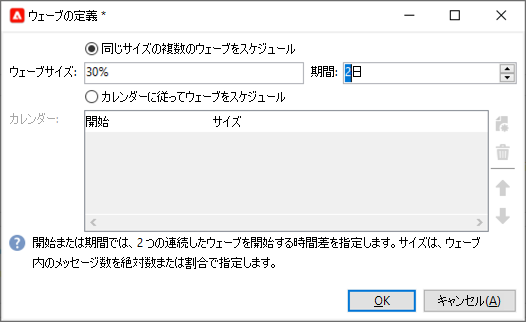 ウェーブの定義 *
同じサイズの複数のウェーブをスケジュール
ウェーブサイズ: 30% 期間: 2日
カレンダーに従ってウェーブをスケジュール
カレンダー: 開始 サイズ
開始または期間では、2 つの連続したウェーブを開始する時間差を指定します。サイズは、ウェーブ
内のメッセージ数を絶対数または割合で指定します。
OK キャンセル(A)